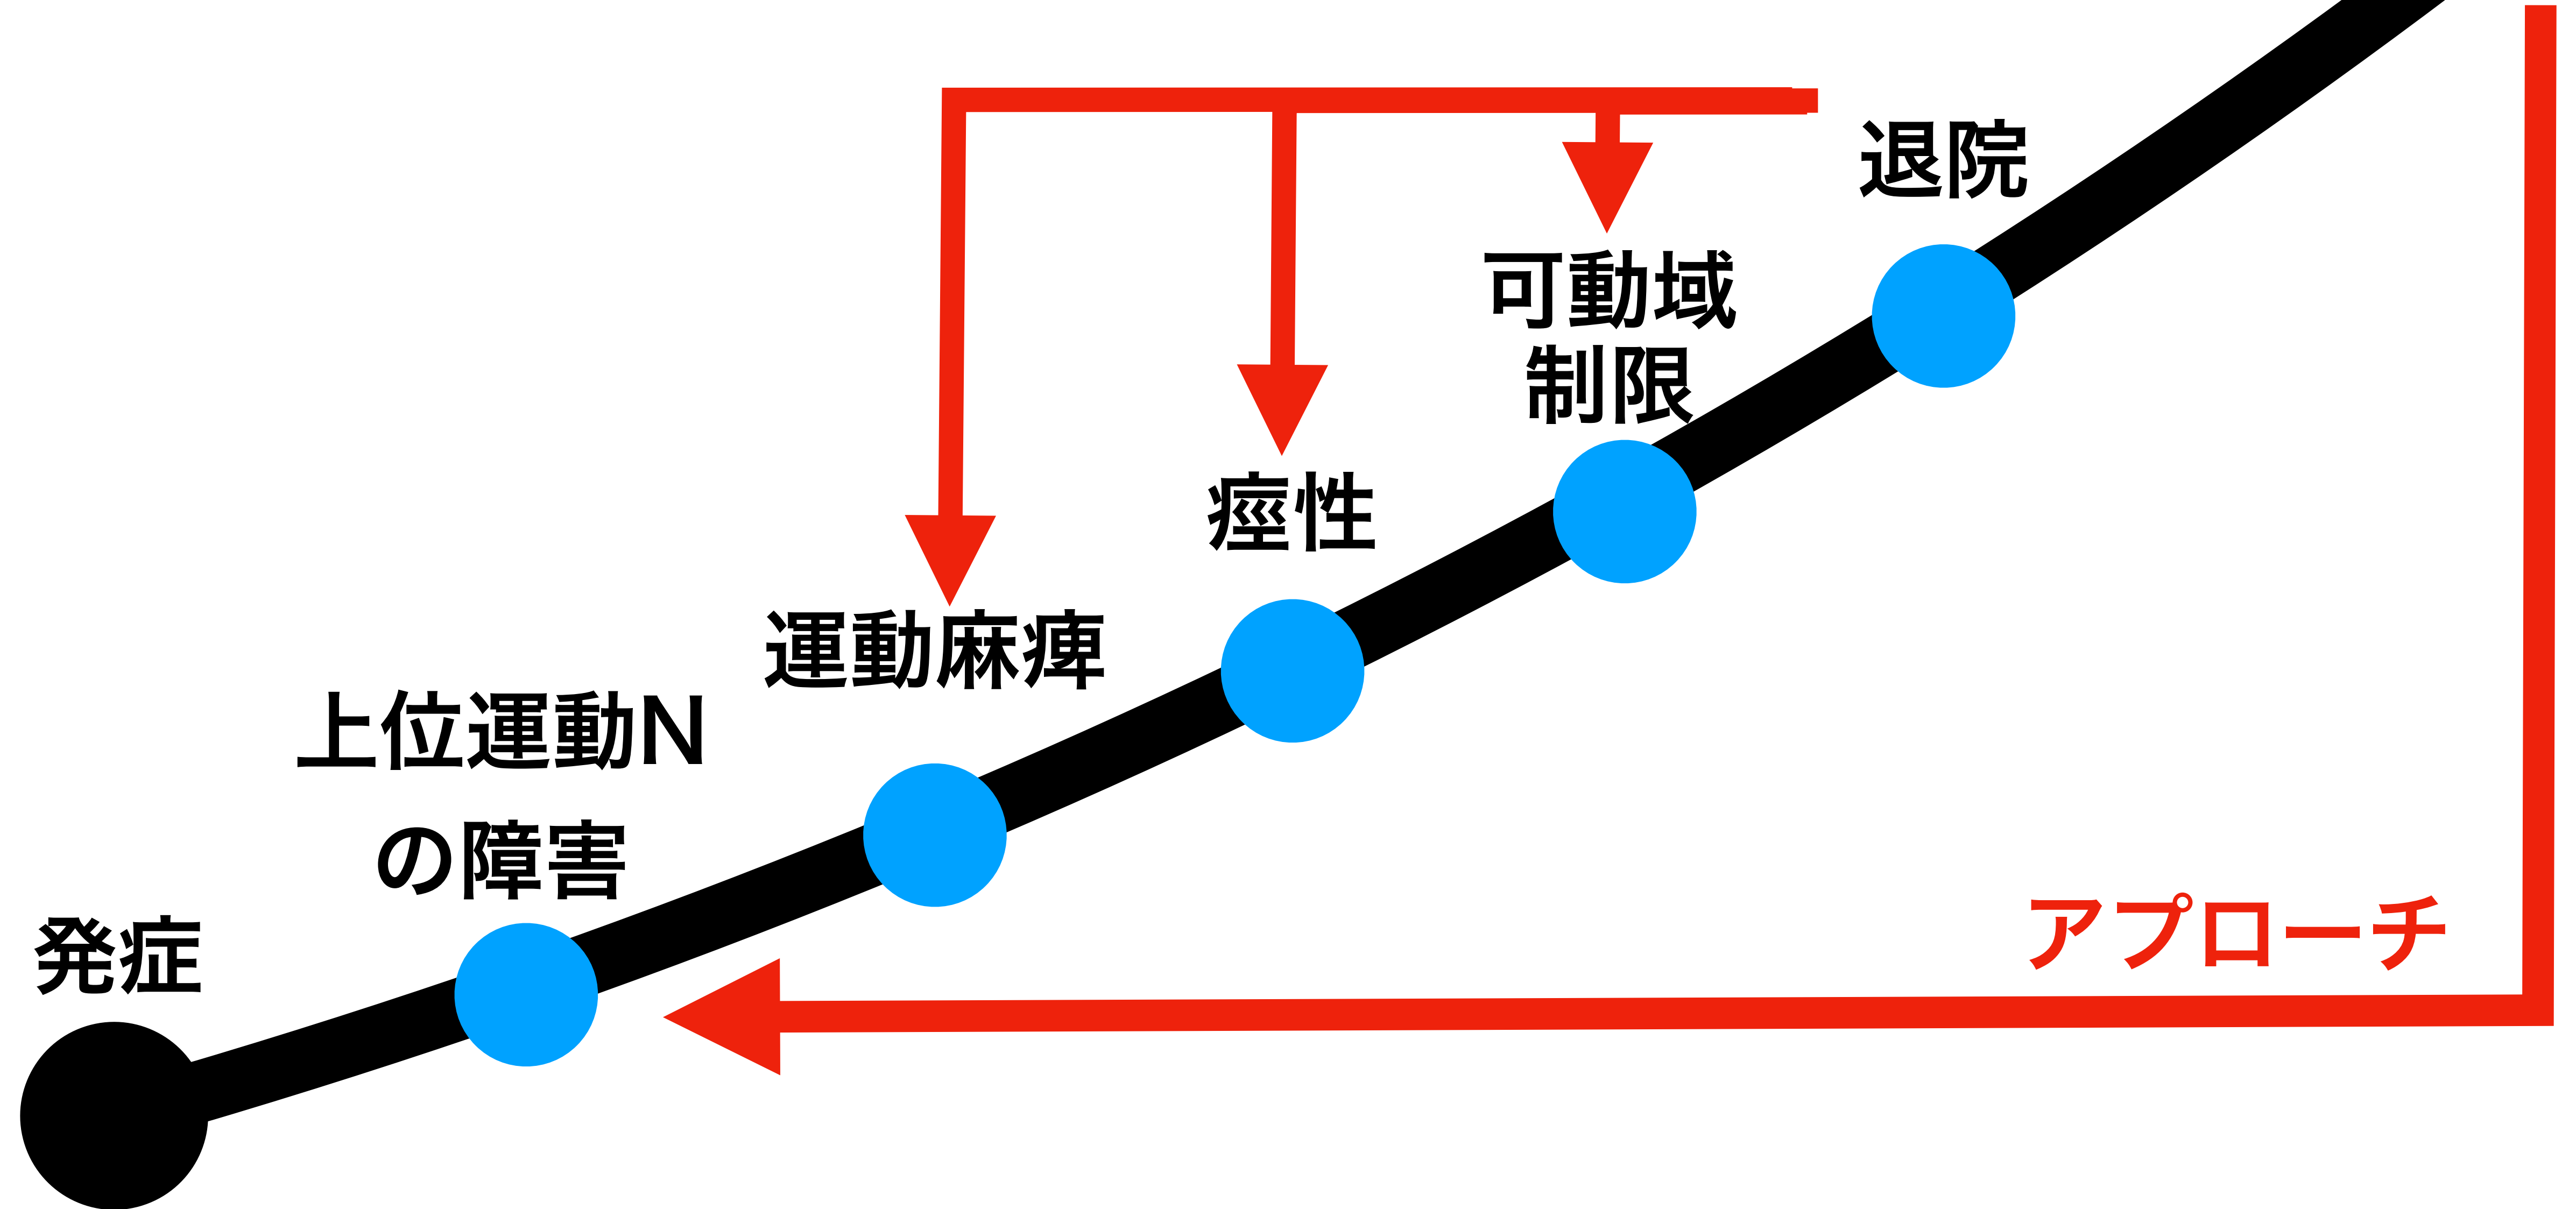 退院
可動域
制限
痙性
運動麻痺
上位運動N
の障害
発症
アプローチ